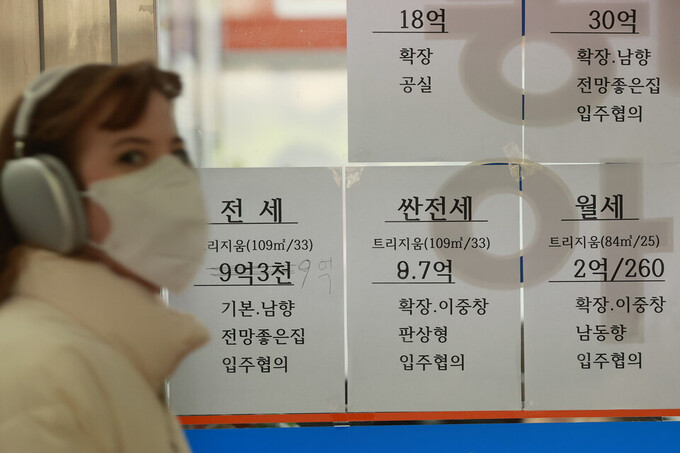 18억
확장
공실
30억
확장.남향
전망좋은집
입주협의
전 세
리지움(109㎡/33)
9억3천 9억
기본.남향
전망좋은집
입주협의
싼전세
트리지움(109㎡/33)
9.7억
확장.이중창
판상형
입주협의
월세
트리지움(84㎡/25)
2억/260
확장.이중창
남동향
입주협의